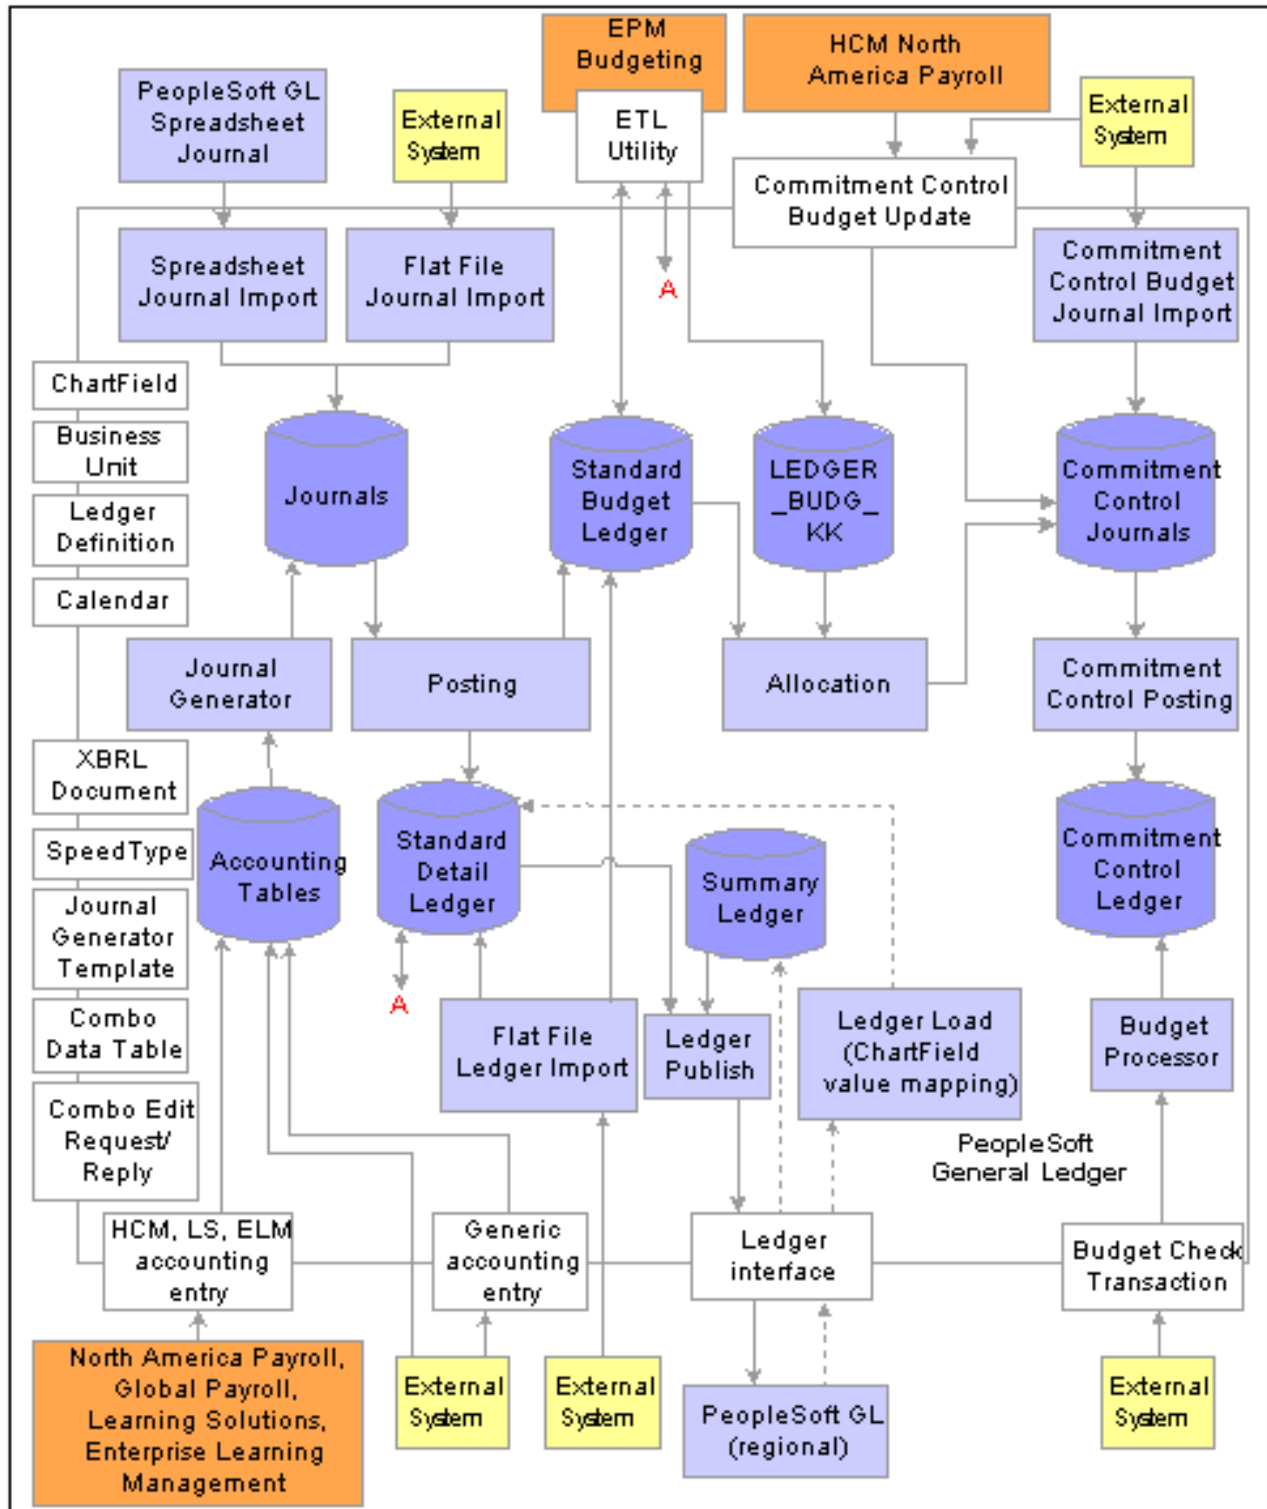 EPM
Budgeting
HCM North
America Payroll
PeopleSoft GL
Spreadsheet
Journal
External
System
ETL
Utility
External
System
Commitment Control
Budget Update
Spreadsheet
Journal Import
Flat File
Journal Import
A
Commitment
Control Budget
Journal Import
ChartField
Business
Unit
Ledger
Definition
Calendar
Journals
Standard
Budget
Ledger
LEDGER
_BUDG_
KK
Commitment
Control
Journals
Journal
Generator
Posting
Allocation
Commitment
Control Posting
XBRL
Document
SpeedType
Journal
Generator
Template
Combo
Data Table
Combo Edit
Request/
Reply
Accounting
Tables
Standard
Detail
Ledger
Summary
Ledger
Commitment
Control
Ledger
A
Flat File
Ledger Import
Ledger
Publish
Ledger Load
(ChartField
value mapping)
Budget
Processor
PeopleSoft
General Ledger
HCM, LS, ELM
accounting
entry
Generic
accounting
entry
Ledger
interface
Budget Check
Transaction
North America Payroll,
Global Payroll,
Learning Solutions,
Enterprise Learning
Management
External
System
External
System
PeopleSoft GL
(regional)
External
System